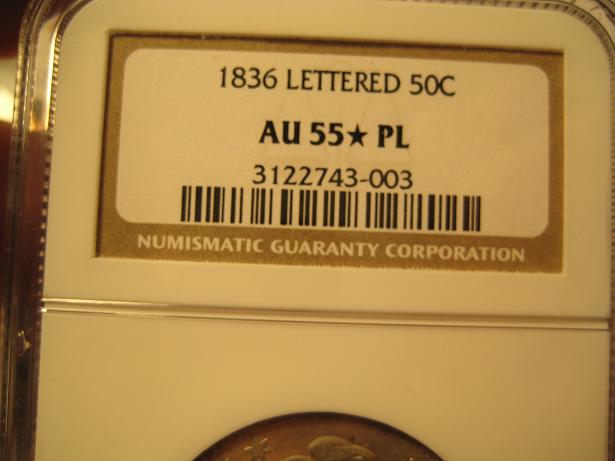 1836 LETTERED 50C
AU 55★ PL
3122743-003
NUMISMATIC GUARANTY CORPORATION